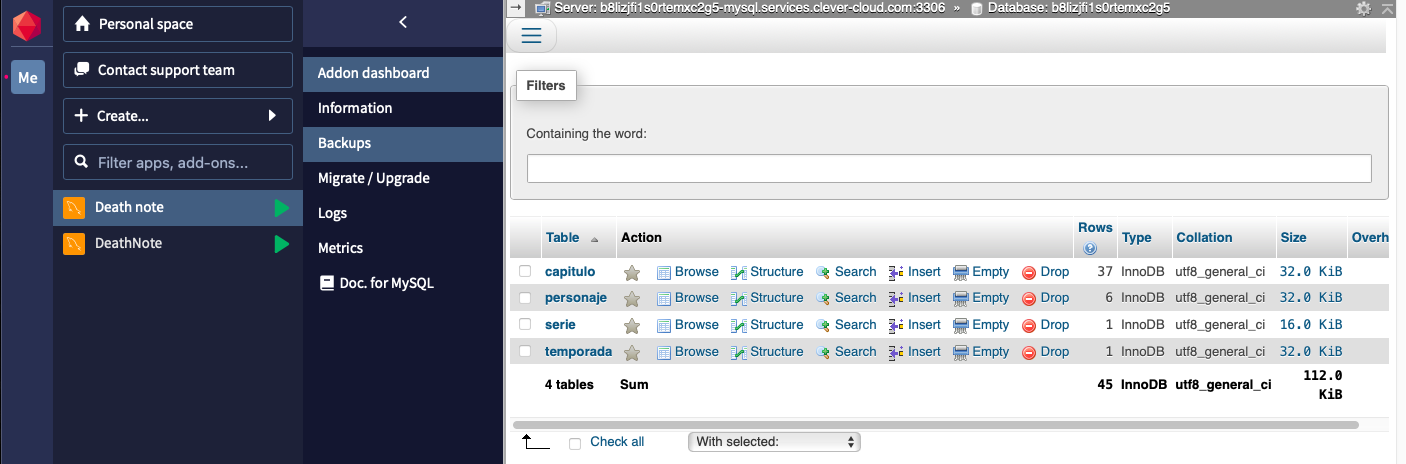 Me
Personal space
Contact support team
Create...
Filter apps, add-ons...
Death note
DeathNote
Addon dashboard
Information
Backups
Migrate / Upgrade
Logs
Metrics
Doc. for MySQL
Server: b8lizjfi1s0rtemxc2g5-mysql.services.clever-cloud.com:3306 » Database: b8lizjfi1s0rtemxc2g5
Filters
Containing the word:
Table Action Rows Type Collation Size Overh
capitulo Browse Structure Search Insert Empty Drop 37 InnoDB utf8_general_ci 32.0 KiB
personaje Browse Structure Search Insert Empty Drop 6 InnoDB utf8_general_ci 32.0 KiB
serie Browse Structure Search Insert Empty Drop 1 InnoDB utf8_general_ci 16.0 KiB
temporada Browse Structure Search Insert Empty Drop 1 InnoDB utf8_general_ci 32.0 KiB
4 tables Sum 45 InnoDB utf8_general_ci 112.0
KiB
Check all With selected: